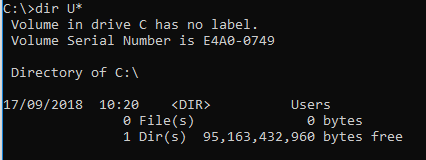 C:\>dir U*
 Volume in drive C has no label.
 Volume Serial Number is E4A0-0749

 Directory of C:\

17/09/2018  10:20    <DIR>          Users
               0 File(s)              0 bytes
               1 Dir(s)  95,163,432,960 bytes free